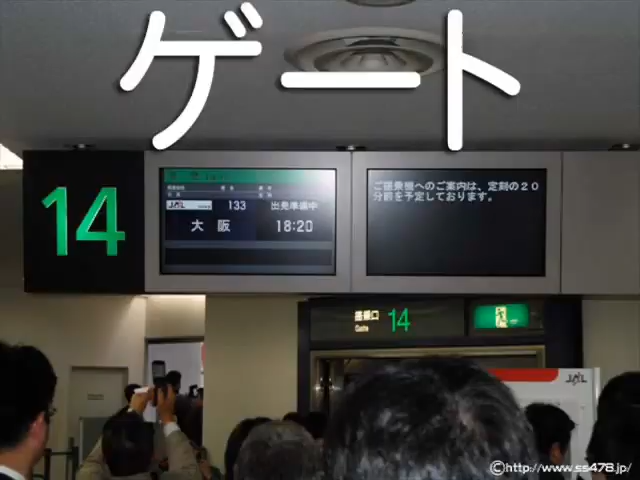 ゲート
14
JAL 133 出発準備中
大阪 18:20
ご搭乗機へのご案内は、定刻の20
分前を予定しております。
搭乗口 14
Gate
JAL
©http://www.ss478.jp/